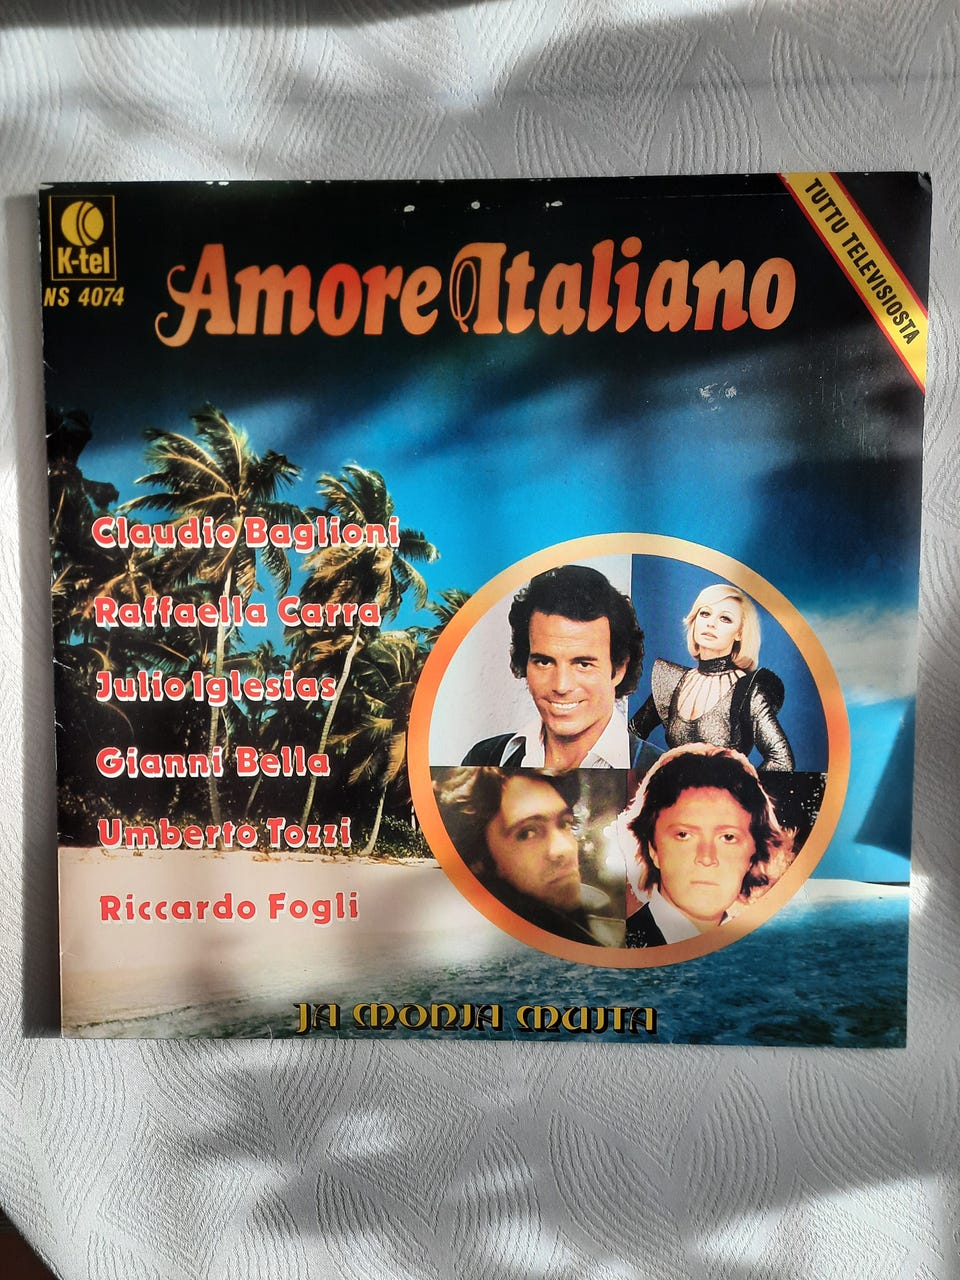 K-tel
NS 4074
TUTTU TELEVISIOSTA
Amore Italiano
Claudio Baglioni
Raffaella Carra
Julio Iglesias
Gianni Bella
Umberto Tozzi
Riccardo Fogli
JA MONIA MUITA